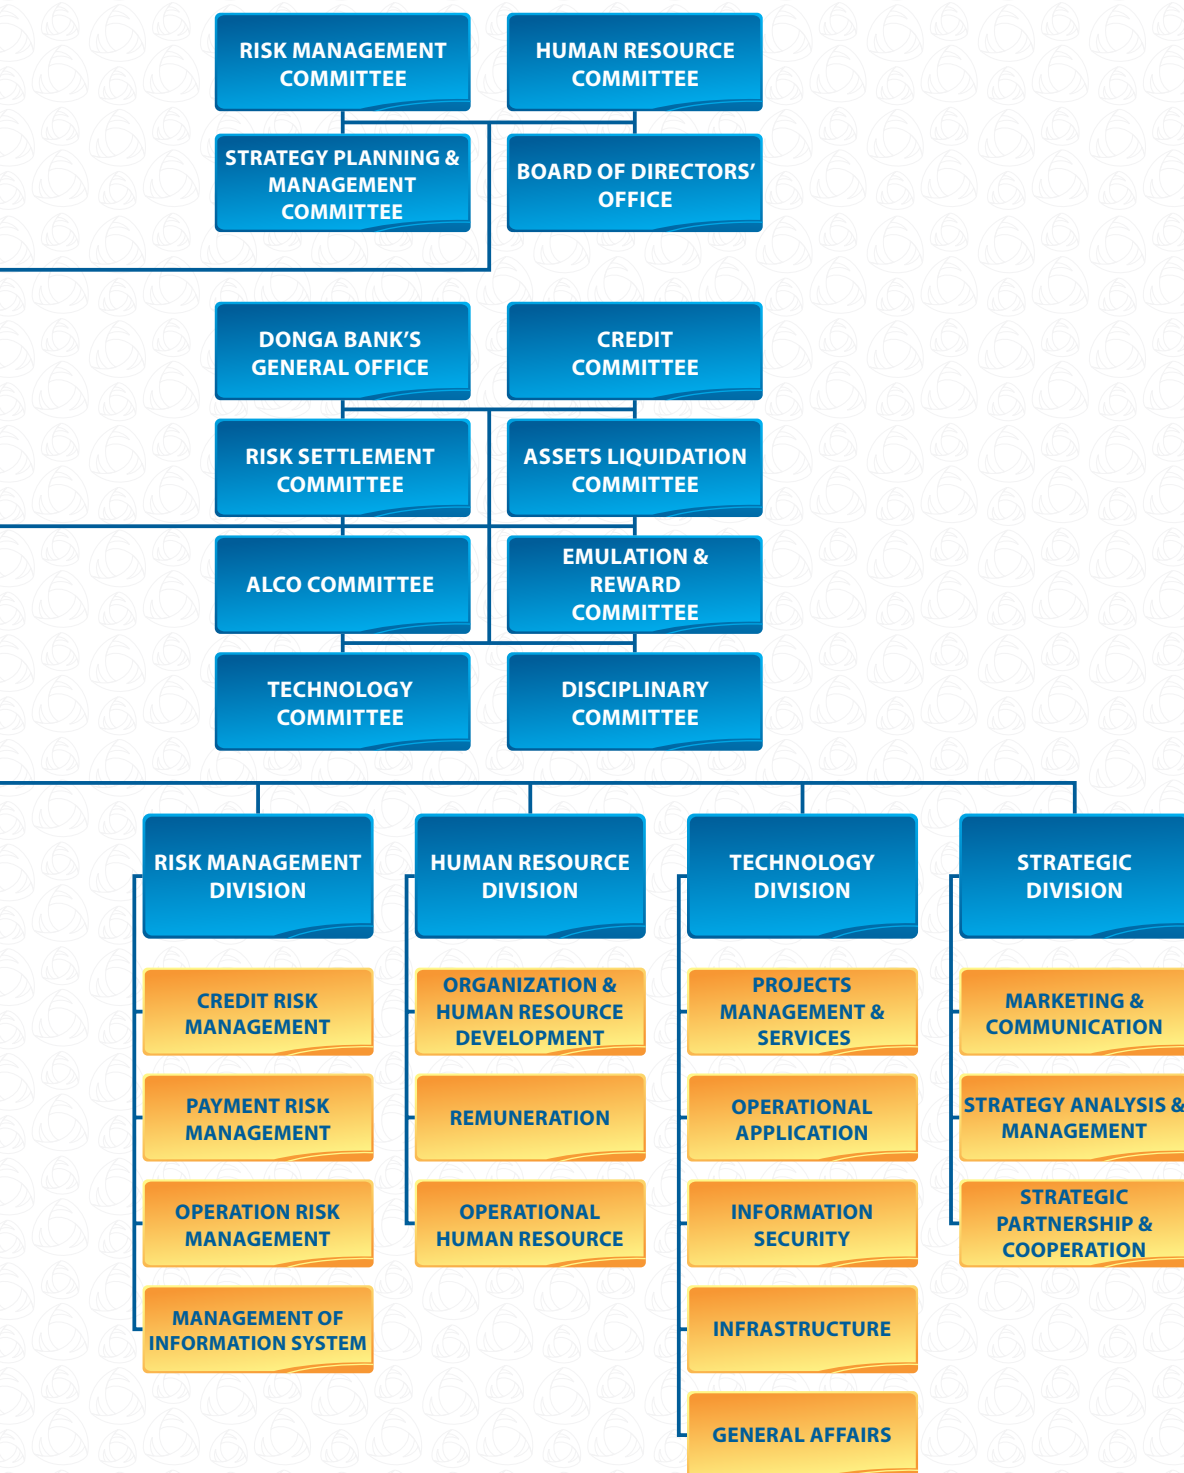 RISK MANAGEMENT
COMMITTEE
HUMAN RESOURCE
COMMITTEE
STRATEGY PLANNING &
MANAGEMENT
COMMITTEE
BOARD OF DIRECTORS’
OFFICE
DONGA BANK’S
GENERAL OFFICE
CREDIT
COMMITTEE
RISK SETTLEMENT
COMMITTEE
ASSETS LIQUIDATION
COMMITTEE
ALCO COMMITTEE
EMULATION &
REWARD
COMMITTEE
TECHNOLOGY
COMMITTEE
DISCIPLINARY
COMMITTEE
RISK MANAGEMENT
DIVISION
CREDIT RISK
MANAGEMENT
PAYMENT RISK
MANAGEMENT
OPERATION RISK
MANAGEMENT
MANAGEMENT OF
INFORMATION SYSTEM
HUMAN RESOURCE
DIVISION
ORGANIZATION &
HUMAN RESOURCE
DEVELOPMENT
REMUNERATION
OPERATIONAL
HUMAN RESOURCE
TECHNOLOGY
DIVISION
PROJECTS
MANAGEMENT &
SERVICES
OPERATIONAL
APPLICATION
INFORMATION
SECURITY
INFRASTRUCTURE
GENERAL AFFAIRS
STRATEGIC
DIVISION
MARKETING &
COMMUNICATION
STRATEGY ANALYSIS &
MANAGEMENT
STRATEGIC
PARTNERSHIP &
COOPERATION